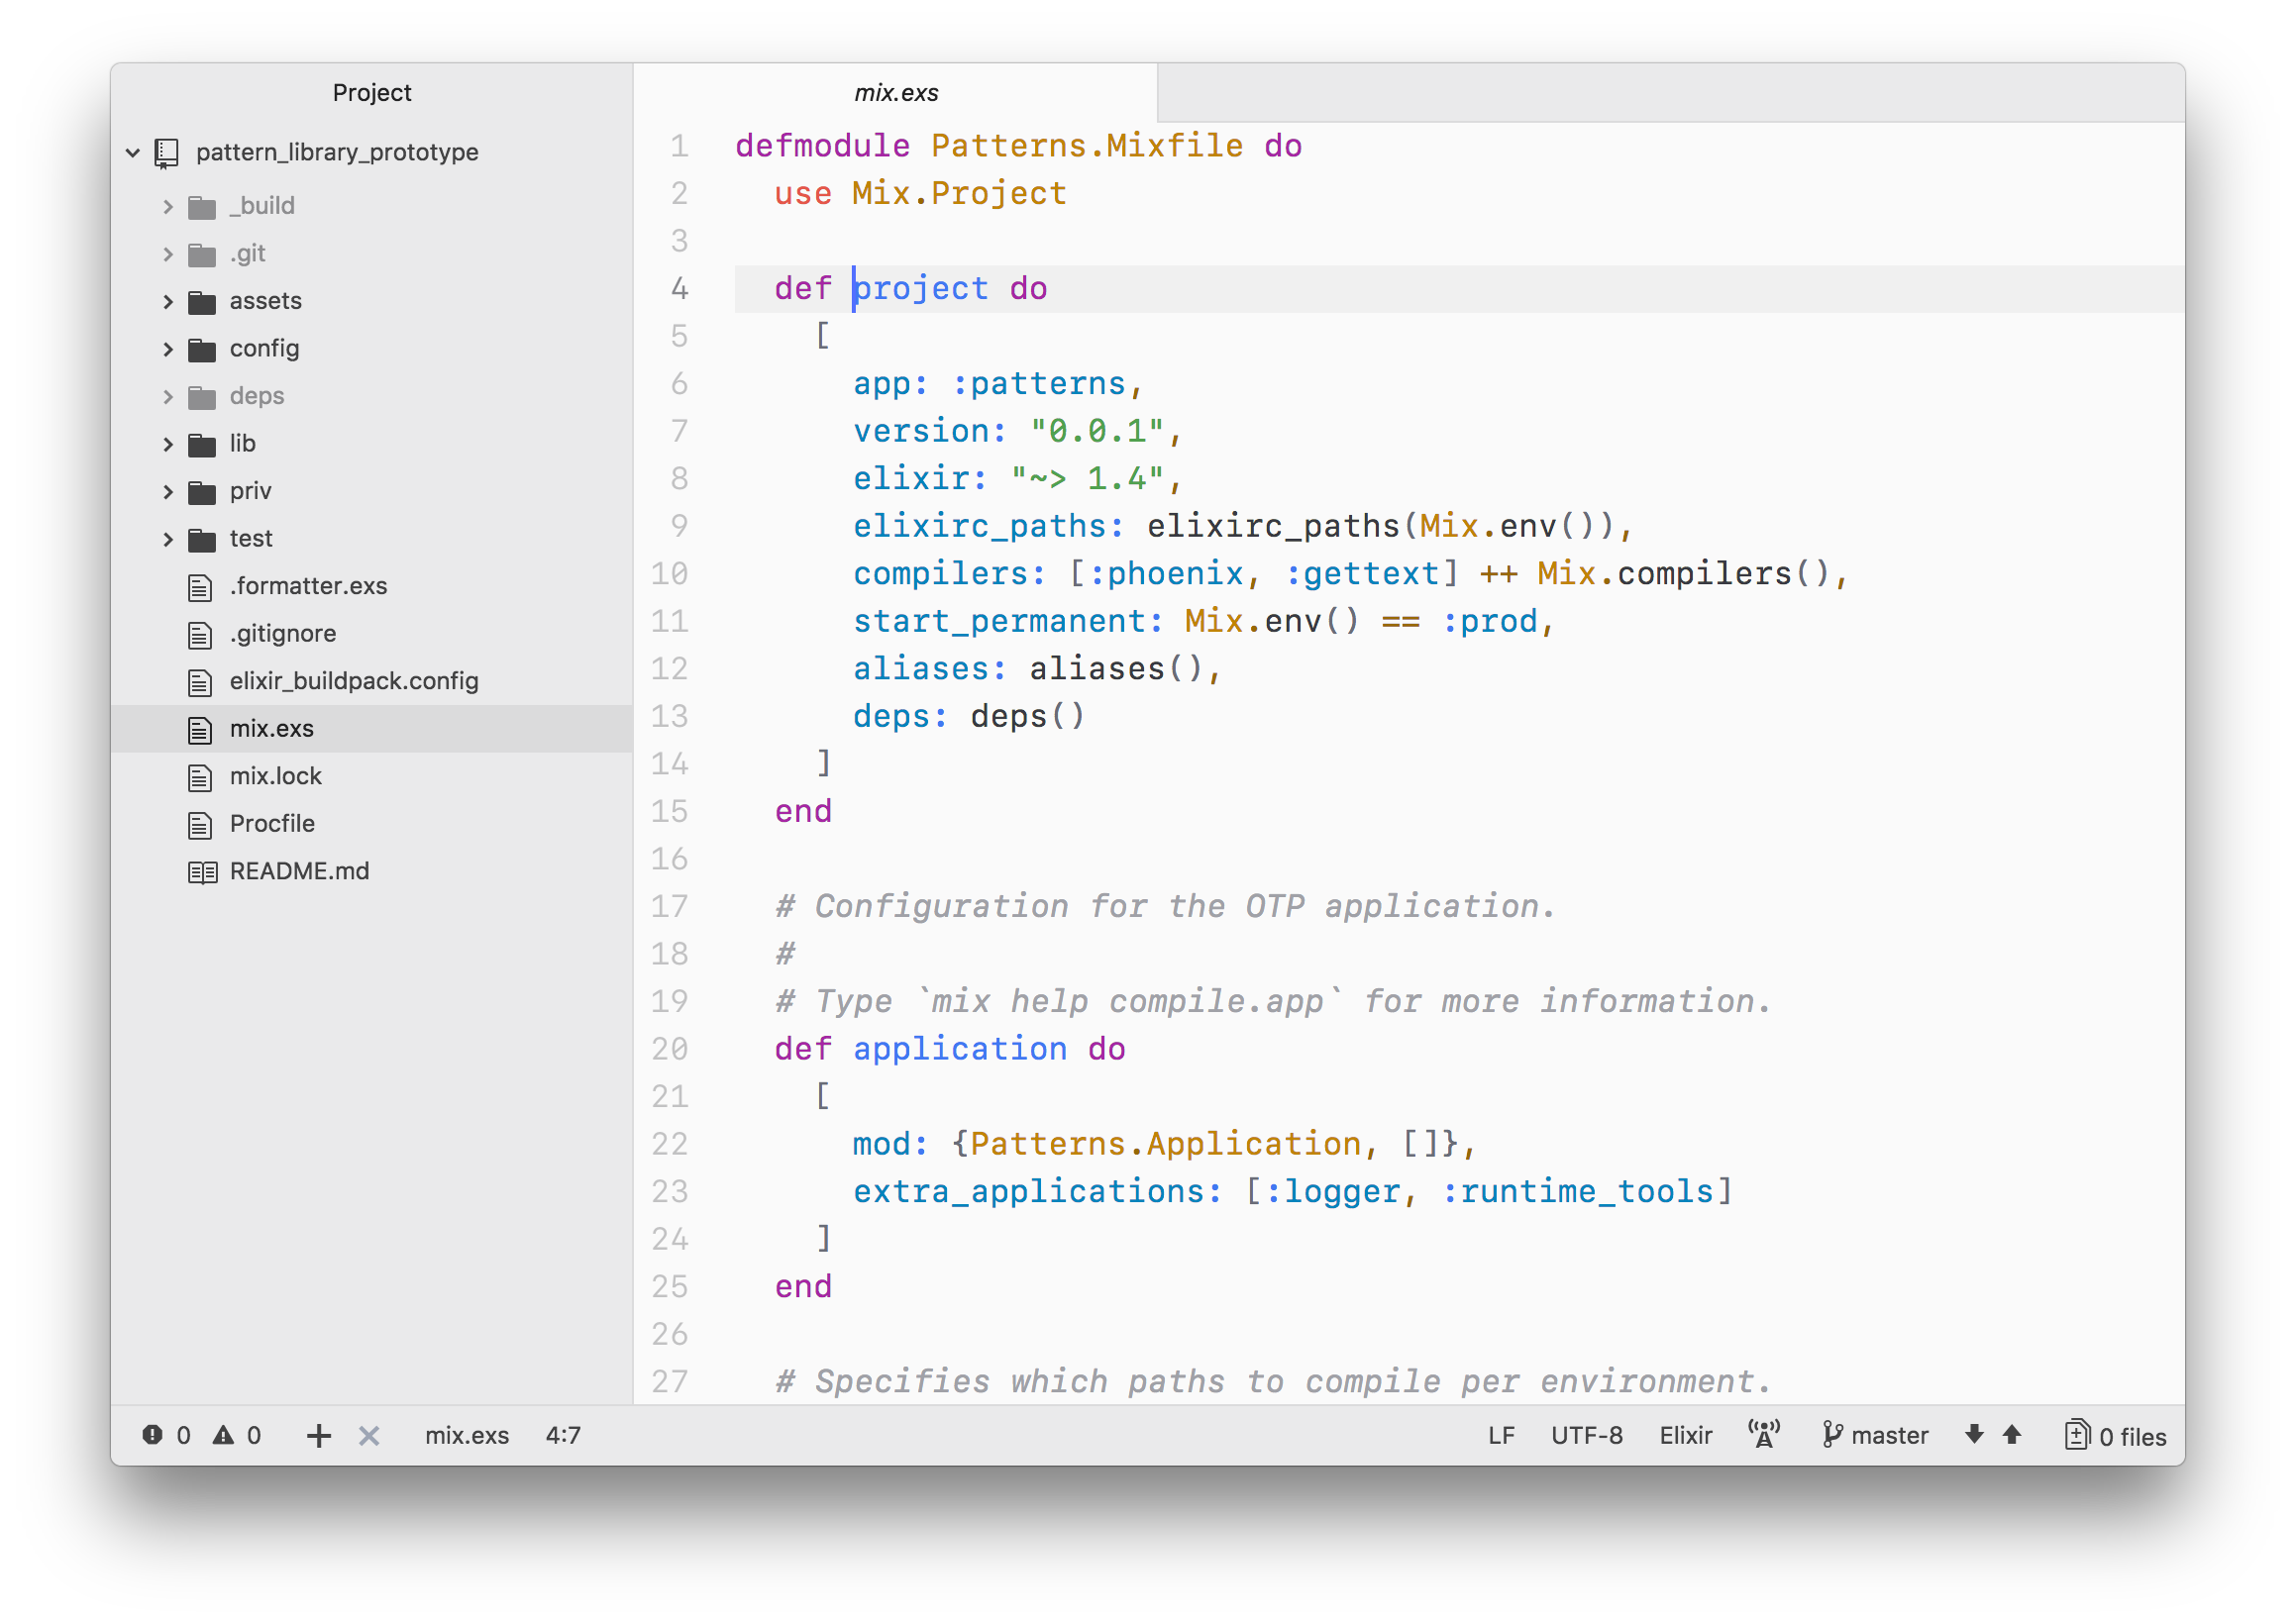 Project
pattern_library_prototype
_build
.git
assets
config
deps
lib
priv
test
.formatter.exs
.gitignore
elixir_buildpack.config
mix.exs
mix.lock
Procfile
README.md
mix.exs
1 defmodule Patterns.Mixfile do
2   use Mix.Project
3
4   def project do
5     [
6       app: :patterns,
7       version: "0.0.1",
8       elixir: "~> 1.4",
9       elixirc_paths: elixirc_paths(Mix.env()),
10       compilers: [:phoenix, :gettext] ++ Mix.compilers(),
11       start_permanent: Mix.env() == :prod,
12       aliases: aliases(),
13       deps: deps()
14     ]
15   end
16
17   # Configuration for the OTP application.
18   #
19   # Type `mix help compile.app` for more information.
20   def application do
21     [
22       mod: {Patterns.Application, []},
23       extra_applications: [:logger, :runtime_tools]
24     ]
25   end
26
27   # Specifies which paths to compile per environment.
0 0 mix.exs 4:7 LF UTF-8 Elixir master 0 files